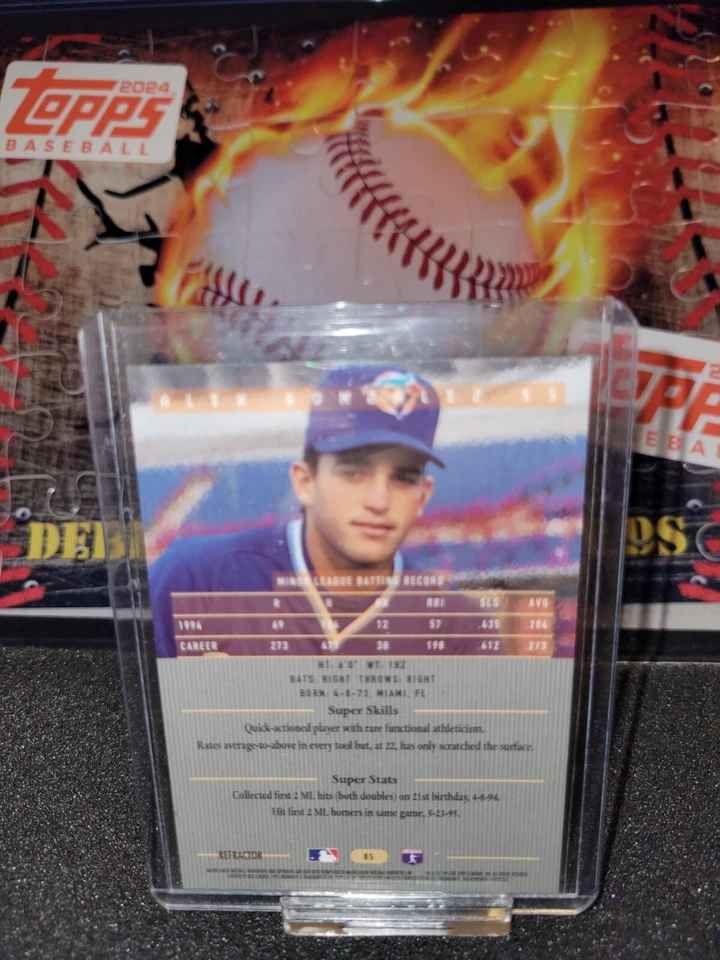 2024
TOPPS
BASEBALL
ALEX GONZALEZ SS
MINOR LEAGUE BATTING RECORD
R H HR RBI SLG AVG
1994 69 12 57 .435 .284
CAREER 273 471 38 198 .412 .273
HT: 6'0" WT: 182
BATS: RIGHT THROWS: RIGHT
BORN: 4-8-73, MIAMI, FL
Super Skills
Quick-actioned player with rare functional athleticism.
Rates average-to-above in every tool but, at 22, has only scratched the surface.
Super Stats
Collected first 2 ML hits (both doubles) on 21st birthday, 4-8-94.
Hit first 2 ML homers in same game, 5-23-95.
REFRACTOR
85